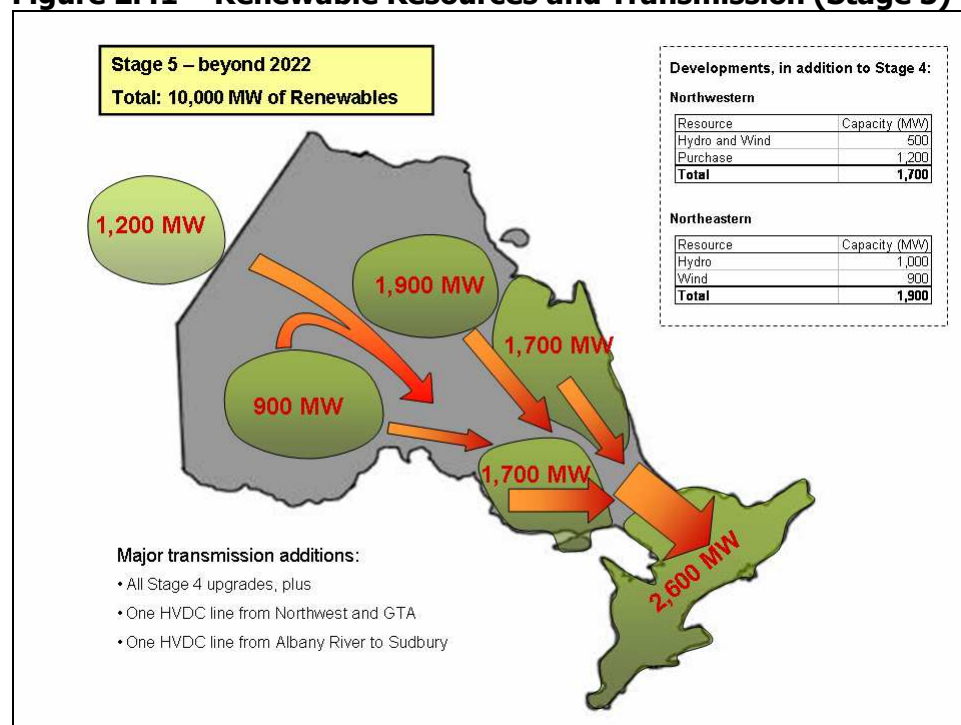 Stage 5 – beyond 2022
Total: 10,000 MW of Renewables
Developments, in addition to Stage 4:
Northwestern
Resource Capacity (MW)
Hydro and Wind 500
Purchase 1,200
Total 1,700
Northeastern
Resource Capacity (MW)
Hydro 1,000
Wind 900
Total 1,900
1,200 MW
1,900 MW
1,700 MW
900 MW
1,700 MW
2,600 MW
Major transmission additions:
• All Stage 4 upgrades, plus
• One HVDC line from Northwest and GTA
• One HVDC line from Albany River to Sudbury